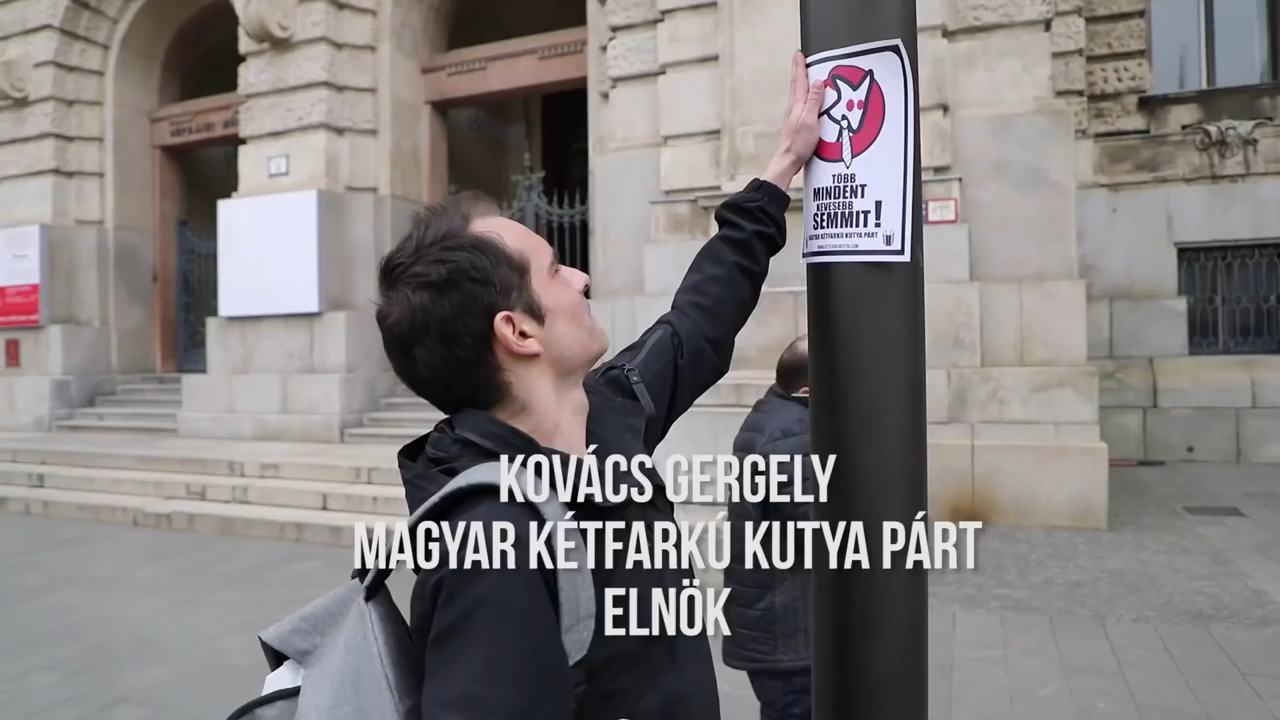 TÖBB
MINDENT
KEVESEBB
SEMMIT!
MAGYAR KÉTFARKÚ KUTYA PÁRT
KOVÁCS GERGELY
MAGYAR KÉTFARKÚ KUTYA PÁRT
ELNÖK